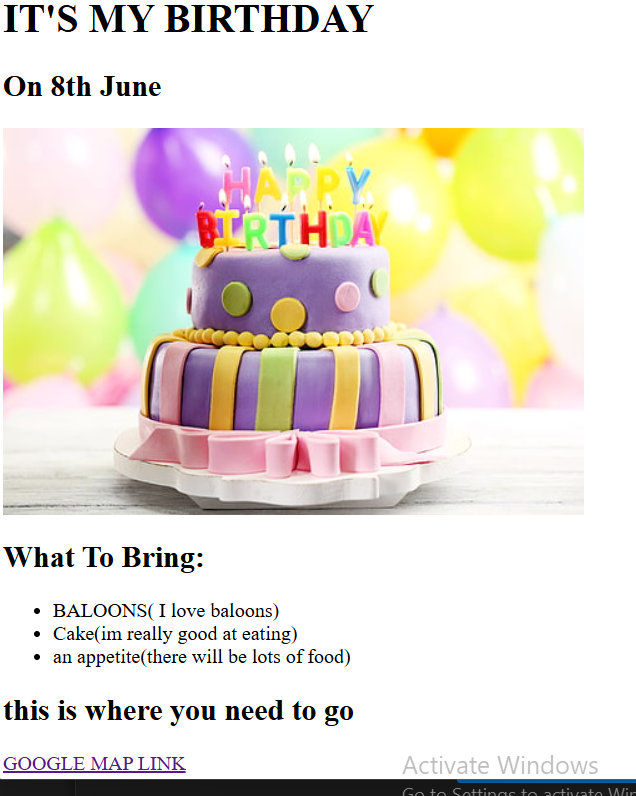 IT'S MY BIRTHDAY
On 8th June
HAPPY
BIRTHDAY
What To Bring:
BALOONS( I love baloons)
Cake(im really good at eating)
an appetite(there will be lots of food)
this is where you need to go
GOOGLE MAP LINK
Activate Windows
Go to Settings to activate